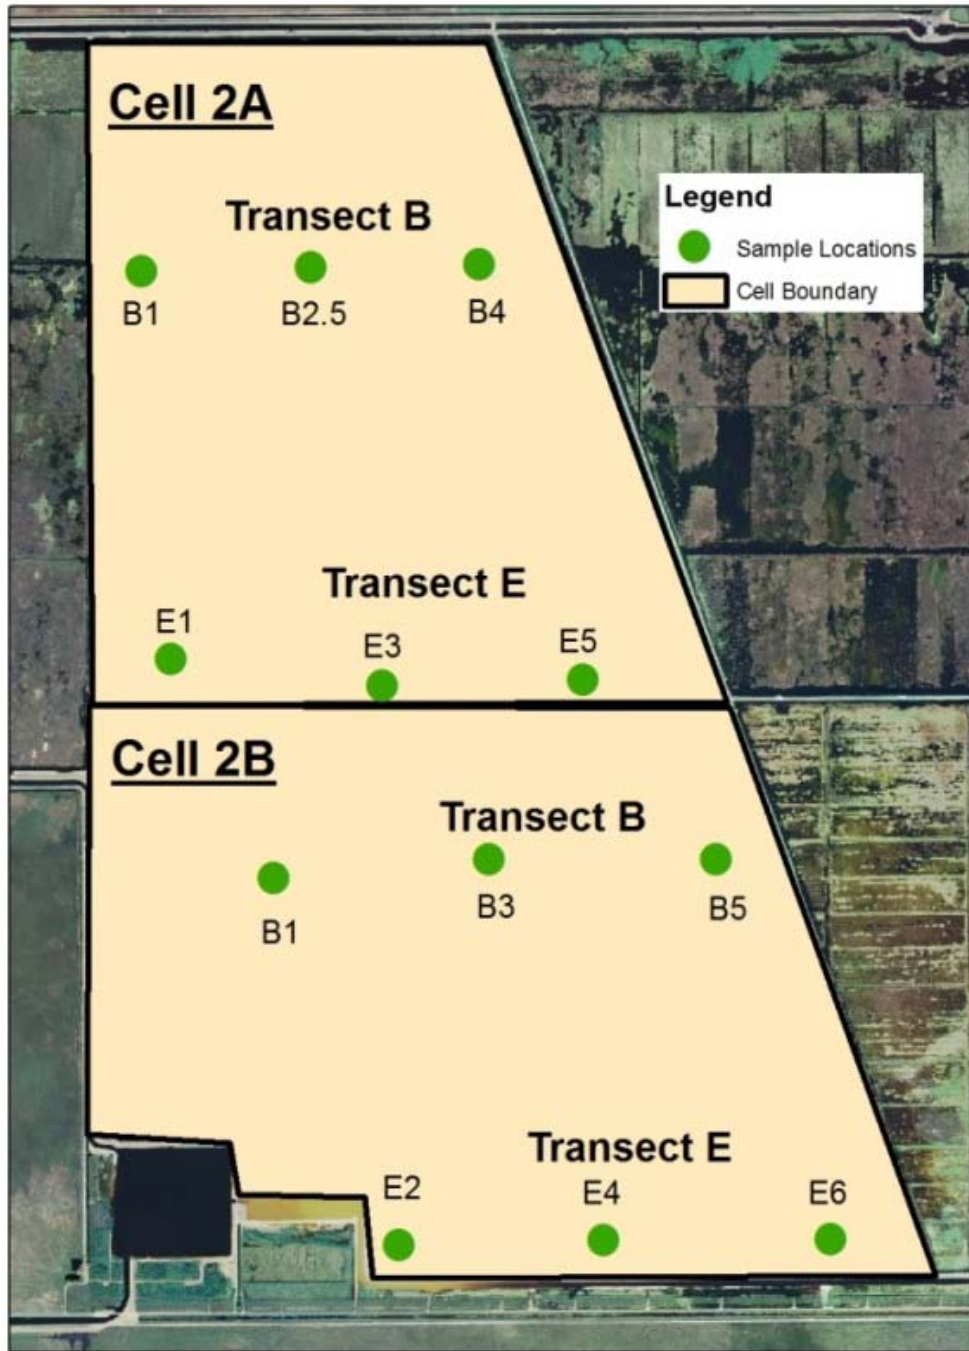 Cell 2A
Transect B
B1 B2.5 B4
Legend
Sample Locations
Cell Boundary
Transect E
E1 E3 E5
Cell 2B
Transect B
B1 B3 B5
Transect E
E2 E4 E6